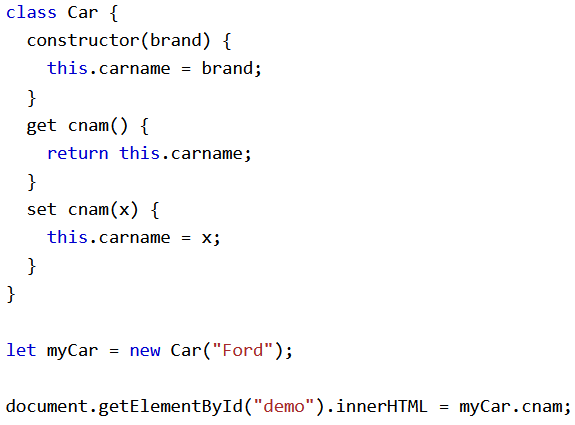 class Car {
  constructor(brand) {
    this.carname = brand;
  }
  get cnam() {
    return this.carname;
  }
  set cnam(x) {
    this.carname = x;
  }
}

let myCar = new Car("Ford");

document.getElementById("demo").innerHTML = myCar.cnam;